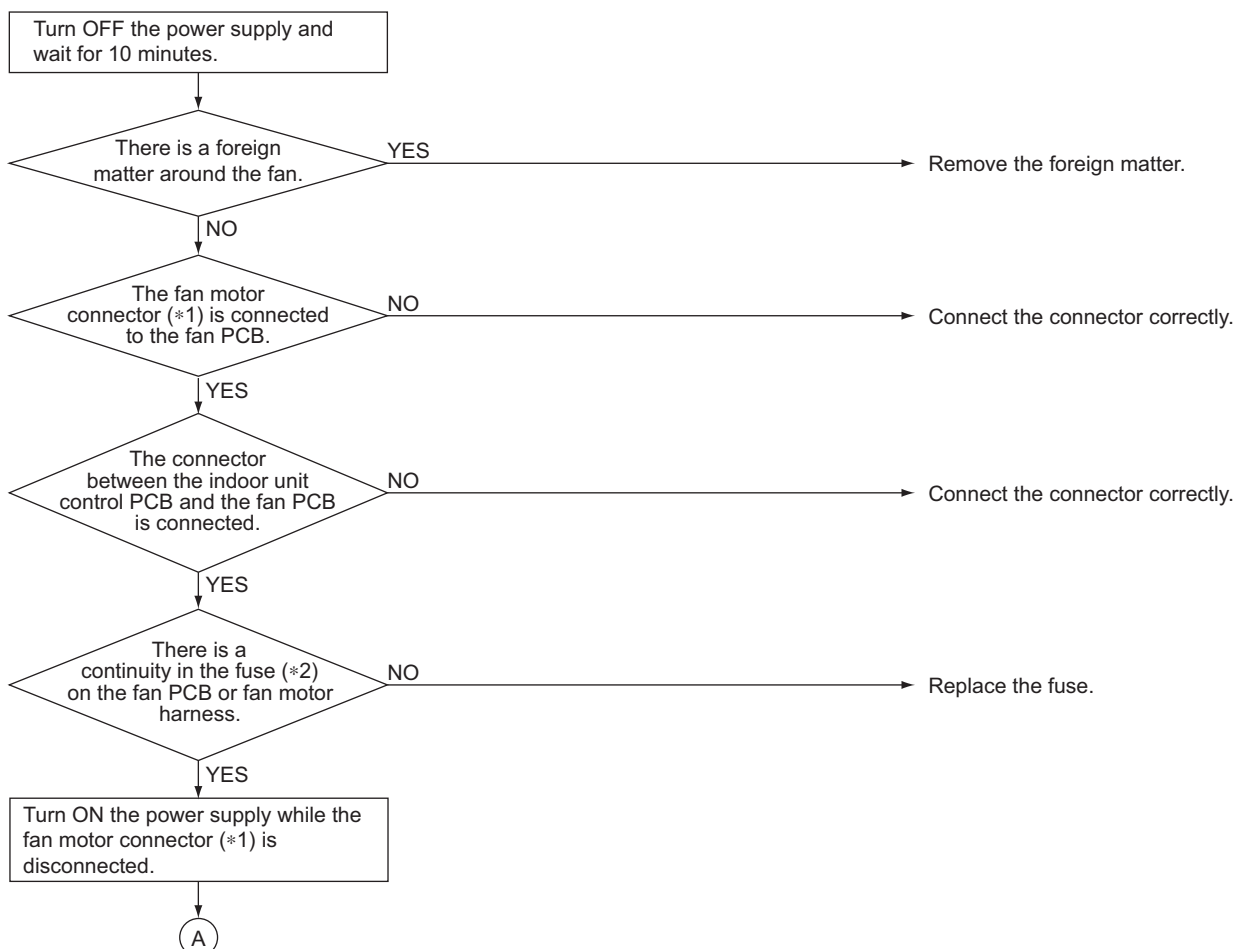 Turn OFF the power supply and
wait for 10 minutes.
There is a foreign
matter around the fan.
YES
Remove the foreign matter.
NO
The fan motor
connector (*1) is connected
to the fan PCB.
NO
Connect the connector correctly.
YES
The connector
between the indoor unit
control PCB and the fan PCB
is connected.
NO
Connect the connector correctly.
YES
There is a
continuity in the fuse (*2)
on the fan PCB or fan motor
harness.
NO
Replace the fuse.
YES
Turn ON the power supply while the
fan motor connector (*1) is
disconnected.
A